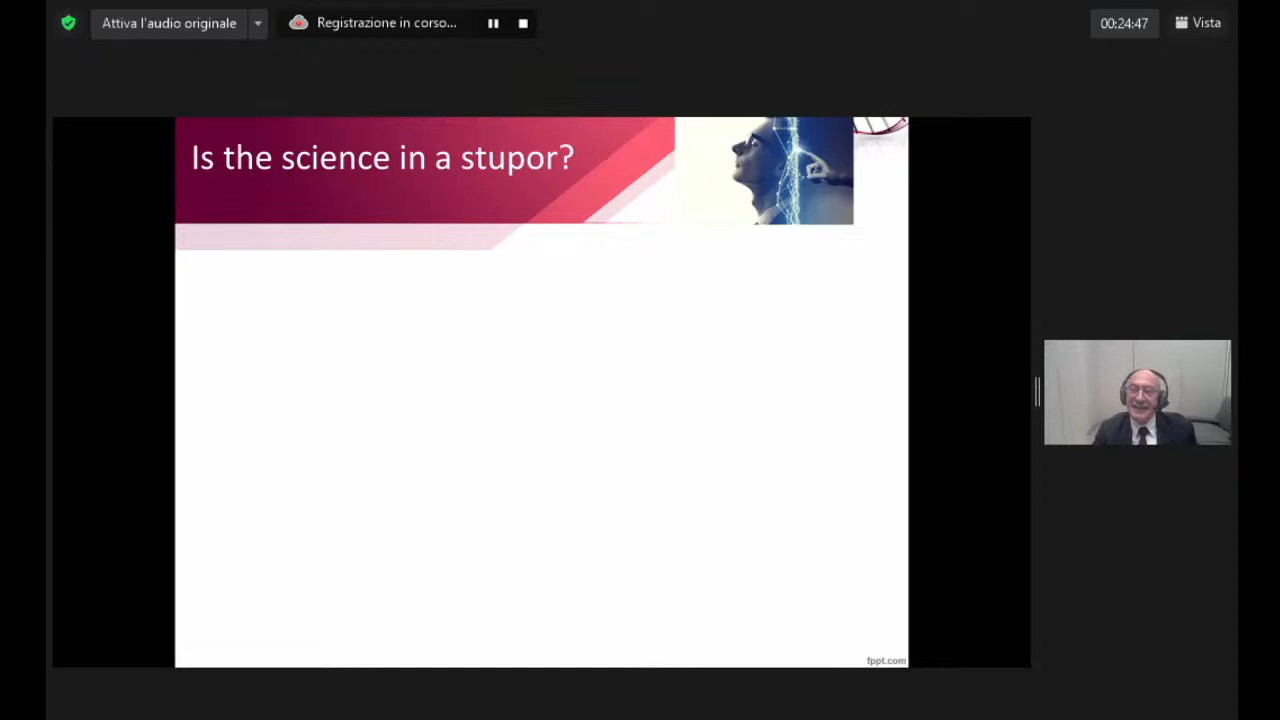 Attiva l'audio originale
Registrazione in corso...
00:24:47
Vista
Is the science in a stupor?
fppt.com